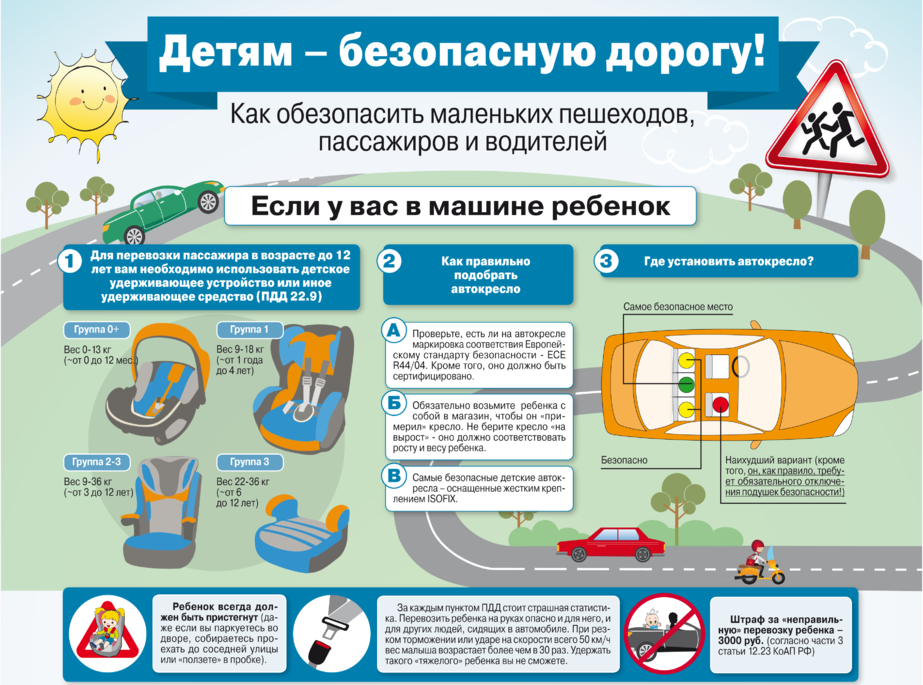 Детям – безопасную дорогу!
Как обезопасить маленьких пешеходов,
пассажиров и водителей
Если у вас в машине ребенок
1
Для перевозки пассажира в возрасте до 12
лет вам необходимо использовать детское
удерживающее устройство или иное
удерживающее средство (ПДД 22.9)
Группа 0+
Вес 0-13 кг
(~от 0 до 12 мес.)
Группа 1
Вес 9-18 кг
(~от 1 года
до 4 лет)
Группа 2-3
Вес 9-36 кг
(~от 3 до 12 лет)
Группа 3
Вес 22-36 кг
(~от 6
до 12 лет)
2
Как правильно
подобрать
автокресло
А
Проверьте, есть ли на автокресле
маркировка соответствия Европей-
скому стандарту безопасности - ECE
R44/04. Кроме того, оно должно быть
сертифицировано.
Б
Обязательно возьмите ребенка с
собой в магазин, чтобы он «при-
мерил» кресло. Не берите кресло «на
вырост» - оно должно соответствовать
росту и весу ребенка.
В
Самые безопасные детские авток-
ресла – оснащенные жестким креп-
лением ISOFIX.
3
Где установить автокресло?
Самое безопасное место
Безопасно
Наихудший вариант (кроме
того, он, как правило, требу-
ет обязательного отключе-
ния подушек безопасности!)
Ребенок всегда дол-
жен быть пристегнут (да-
же если вы паркуетесь во
дворе, собираетесь про-
ехать до соседней улицы
или «ползете» в пробке).
За каждым пунктом ПДД стоит страшная статисти-
ка. Перевозить ребенка на руках опасно и для него, и
для других людей, сидящих в автомобиле. При рез-
ком торможении или ударе на скорости всего 50 км/ч
вес малыша возрастает более чем в 30 раз. Удержать
такого «тяжелого» ребенка вы не сможете.
Штраф за «неправиль-
ную» перевозку ребенка –
3000 руб. (согласно части 3
статьи 12.23 КоАП РФ)